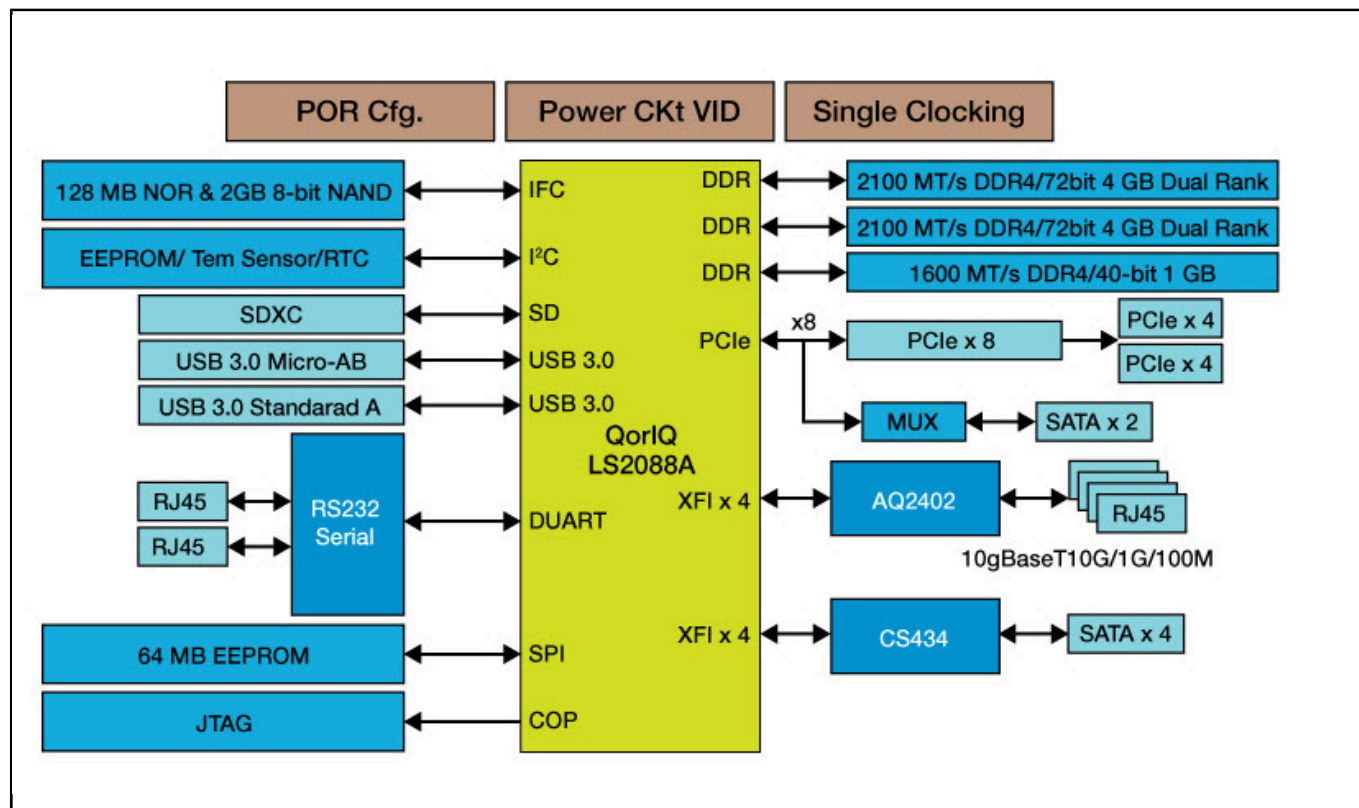 POR Cfg.
Power CKt VID
Single Clocking
128 MB NOR & 2GB 8-bit NAND
EEPROM/ Tem Sensor/RTC
SDXC
USB 3.0 Micro-AB
USB 3.0 Standarad A
RJ45
RJ45
RS232
Serial
64 MB EEPROM
JTAG
IFC
I²C
SD
USB 3.0
USB 3.0
QorIQ
LS2088A
DUART
SPI
COP
DDR
DDR
DDR
PCIe
XFI x 4
XFI x 4
2100 MT/s DDR4/72bit 4 GB Dual Rank
2100 MT/s DDR4/72bit 4 GB Dual Rank
1600 MT/s DDR4/40-bit 1 GB
x8
PCIe x 8
PCIe x 4
PCIe x 4
MUX
SATA x 2
AQ2402
RJ45
10gBaseT10G/1G/100M
CS434
SATA x 4